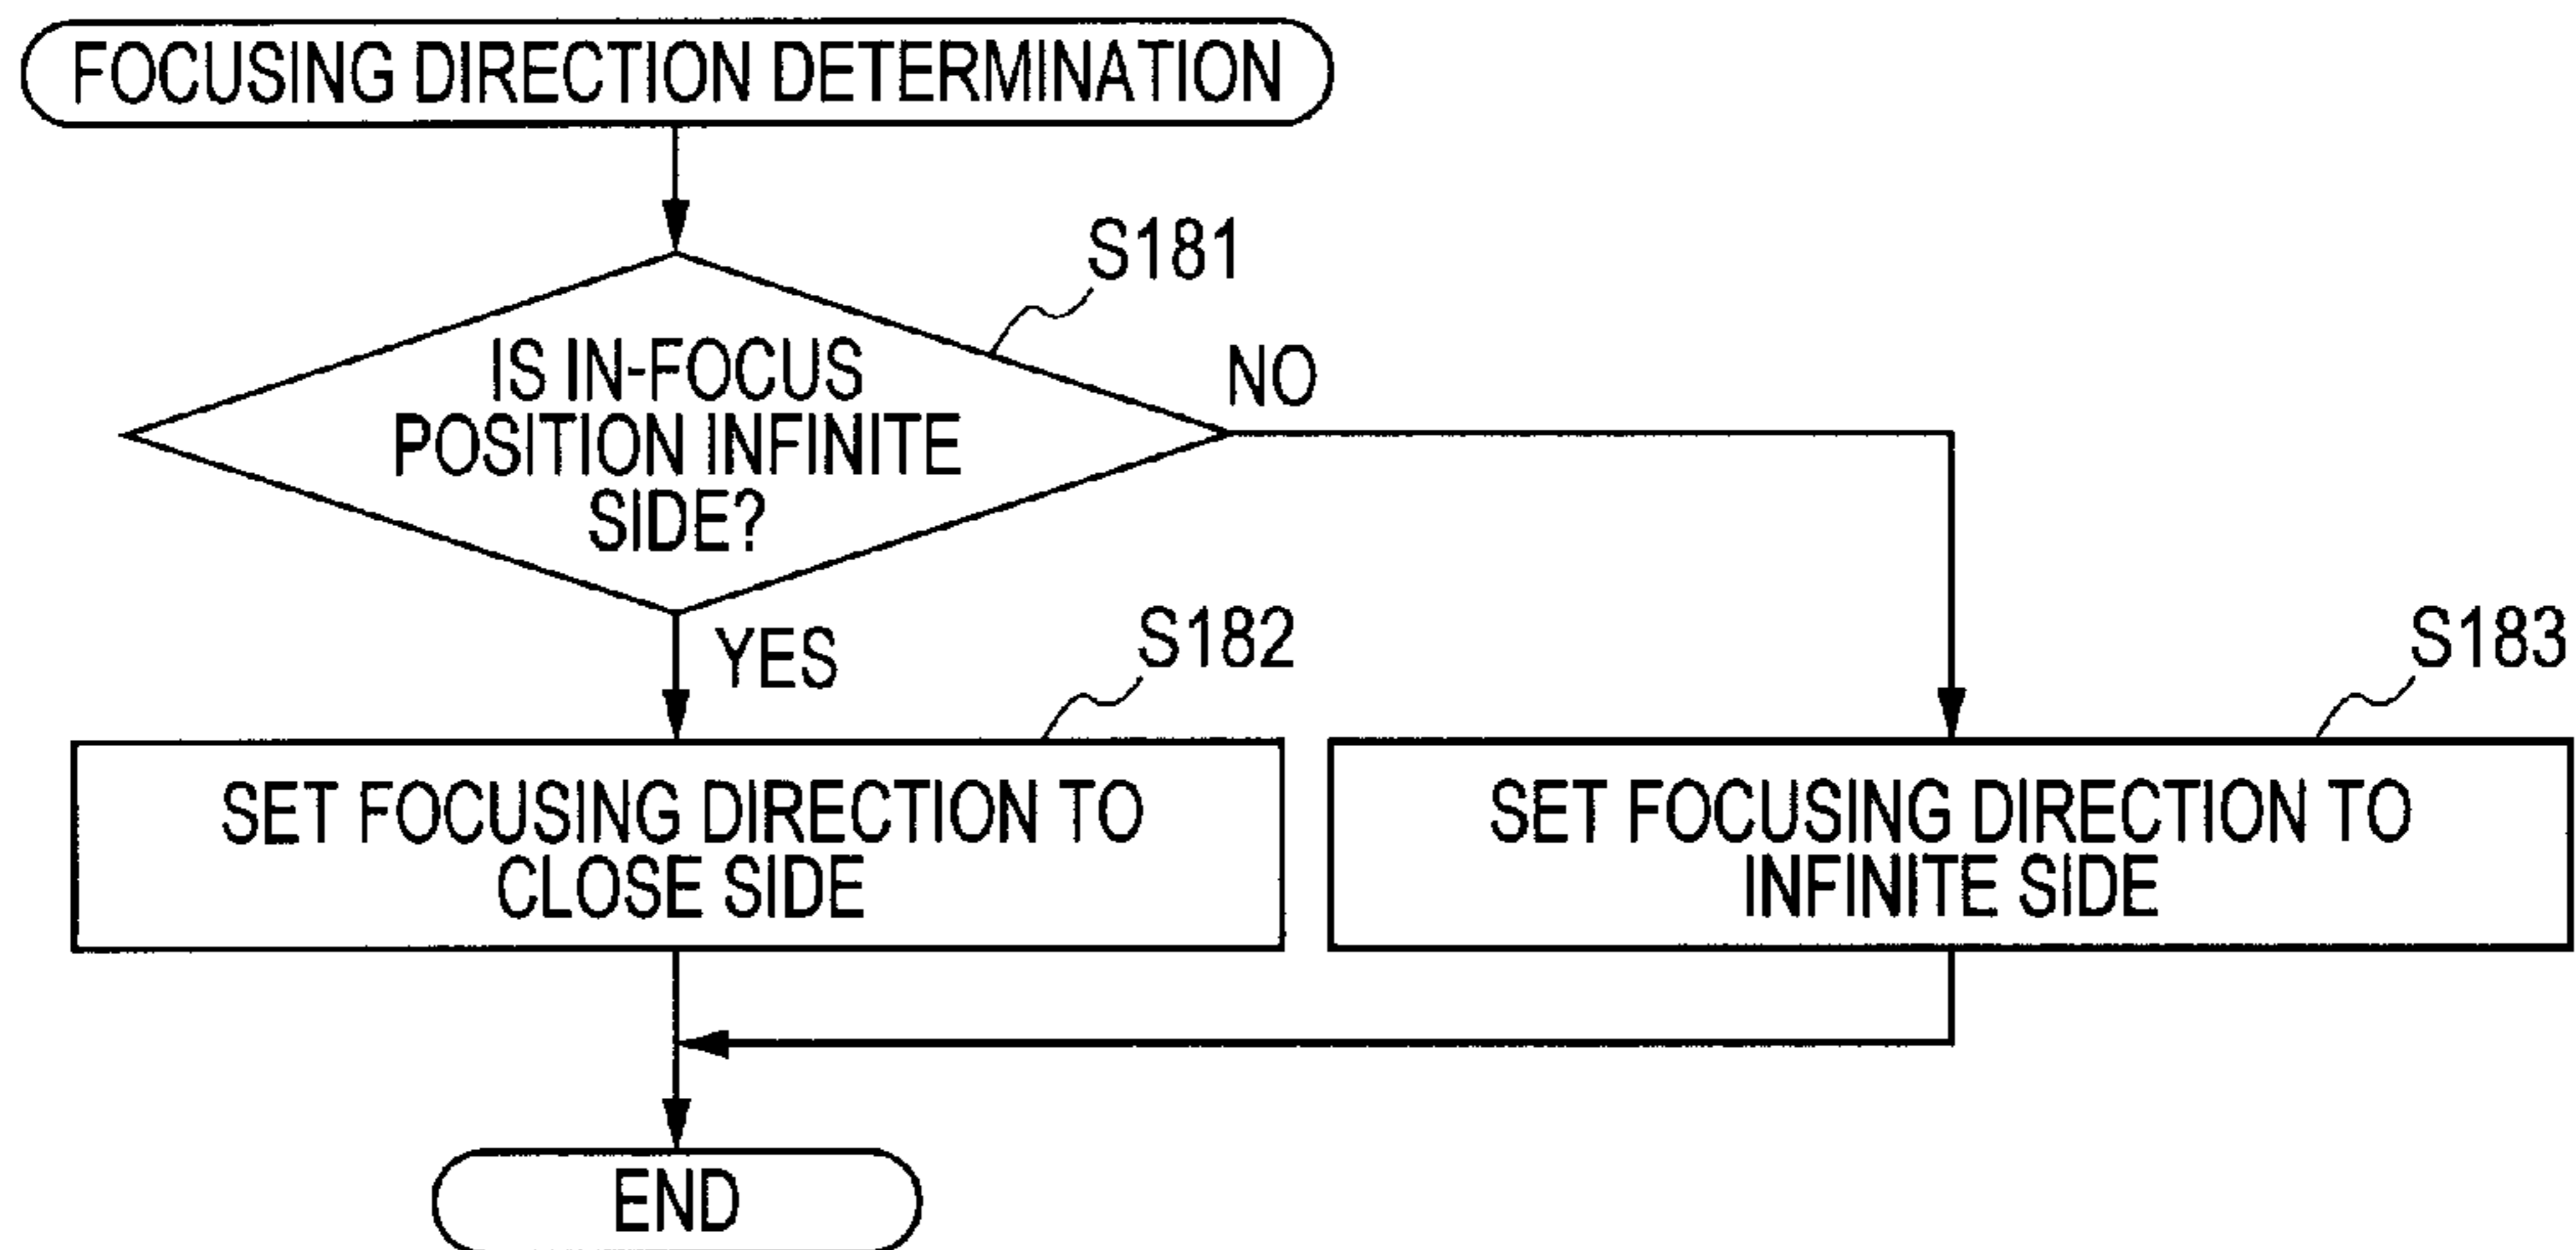 FOCUSING DIRECTION DETERMINATION
S181
IS IN-FOCUS
POSITION INFINITE
SIDE?
NO
YES
S182
SET FOCUSING DIRECTION TO
CLOSE SIDE
S183
SET FOCUSING DIRECTION TO
INFINITE SIDE
END